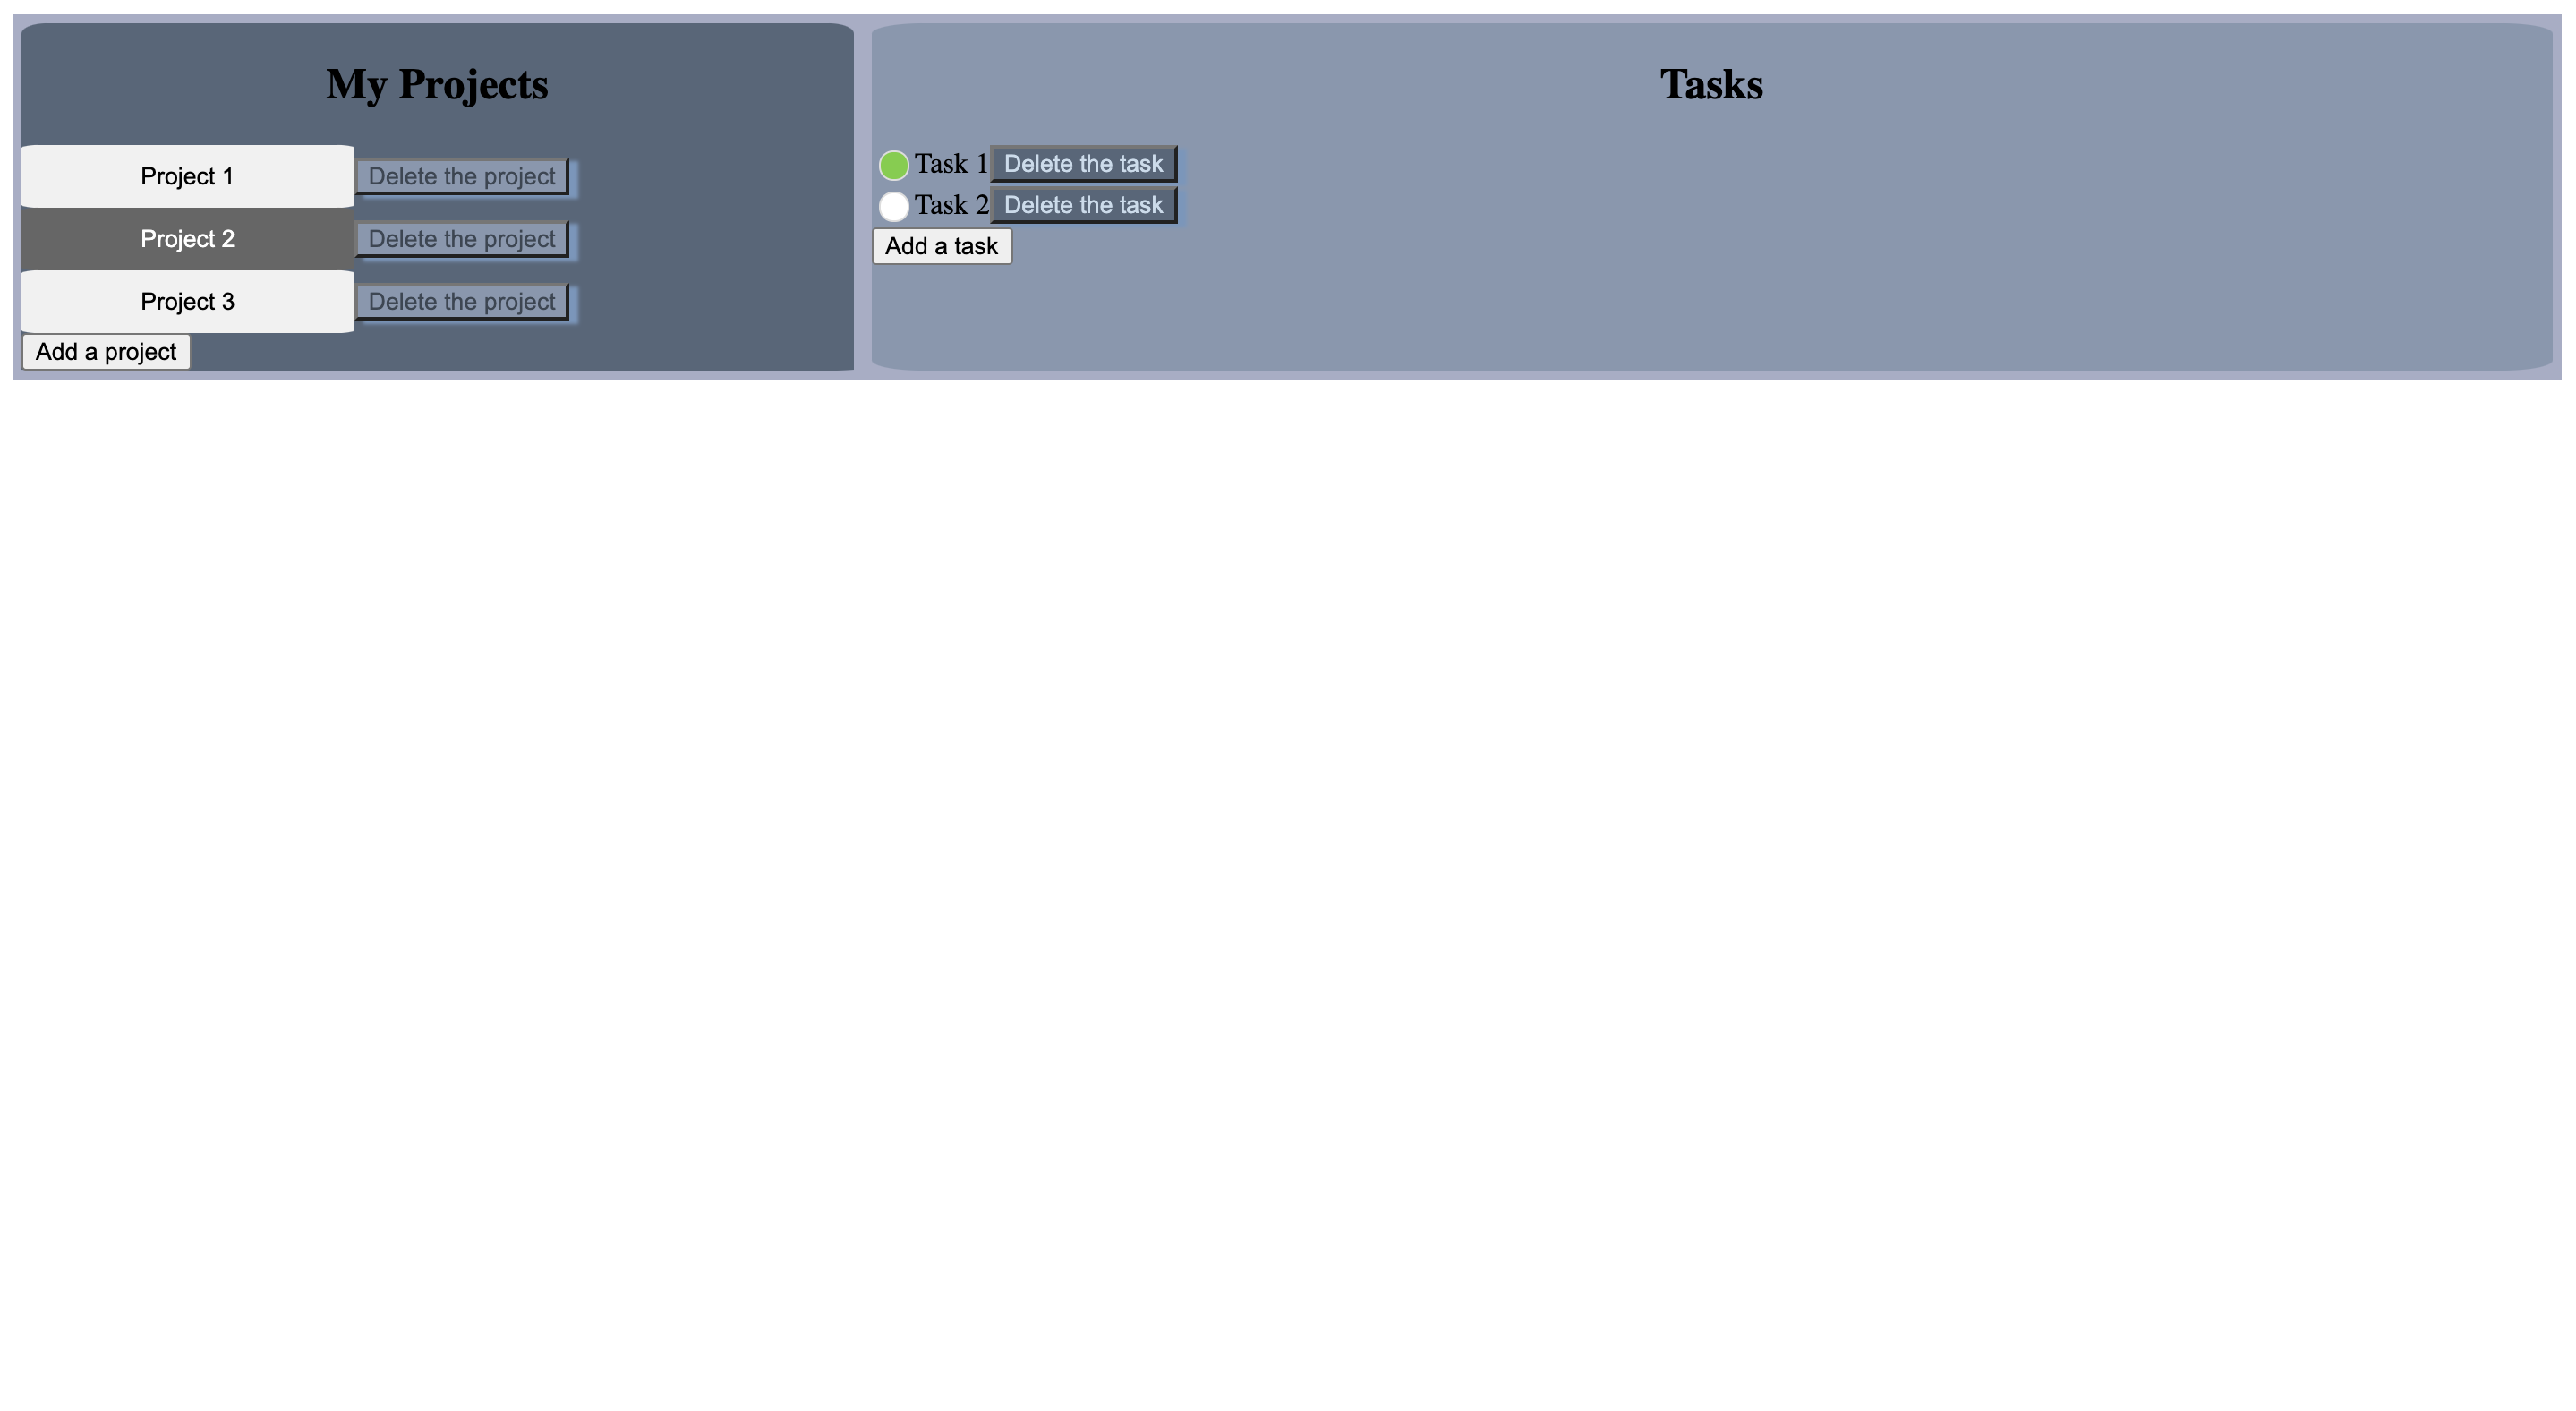 My Projects
Project 1 Delete the project
Project 2 Delete the project
Project 3 Delete the project
Add a project
Tasks
Task 1 Delete the task
Task 2 Delete the task
Add a task